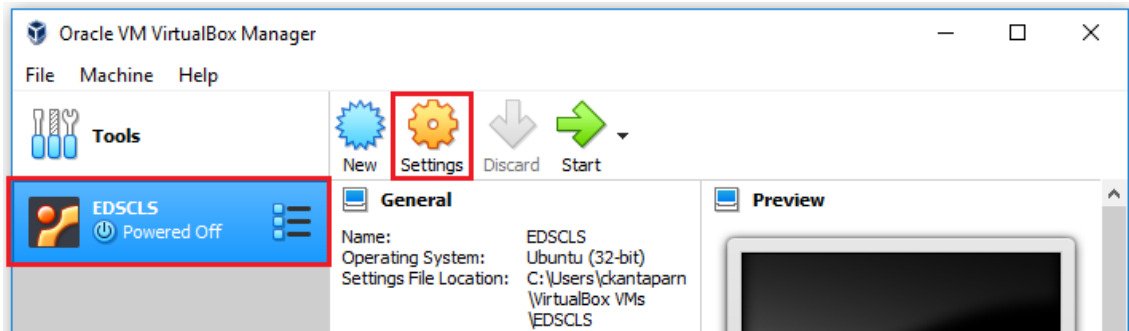 Oracle VM VirtualBox Manager
File Machine Help
Tools
New Settings Discard Start
EDSCLS
Powered Off
General
Name: EDSCLS
Operating System: Ubuntu (32-bit)
Settings File Location: C:\Users\ckantaparn
\VirtualBox VMs
\EDSCLS
Preview